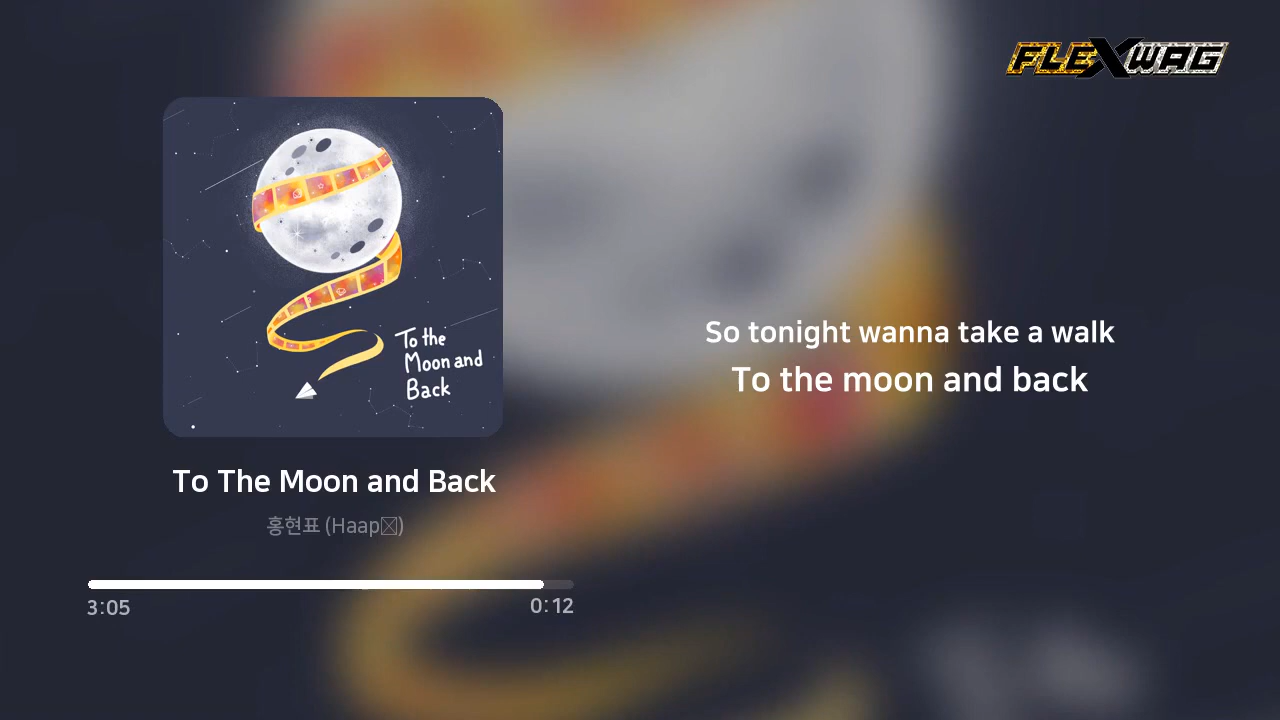 FLEXWAG
To the
Moon and
Back
So tonight wanna take a walk
To the moon and back
To The Moon and Back
홍현표 (Haap)
3:05
0:12